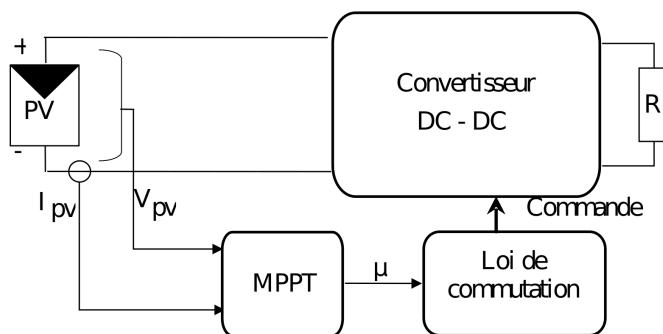 +
PV
-
Convertisseur
DC - DC
R
I pv
V pv
Commande
MPPT
µ
Loi de
commutation